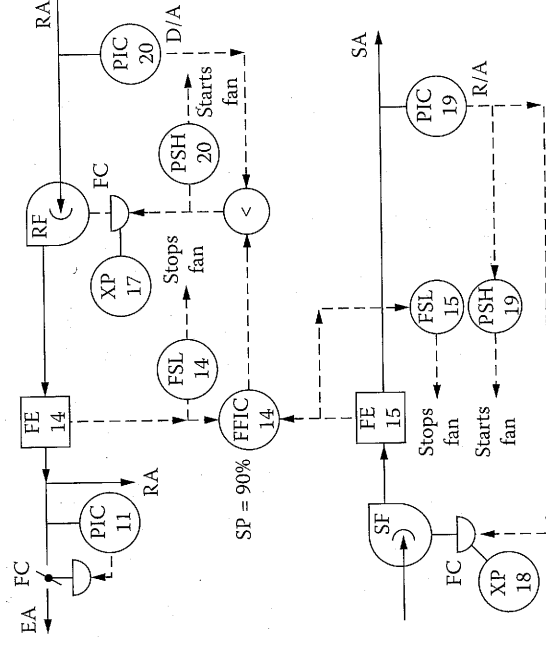 RA
PIC
20
D/A
Starts
fan
PSH
20
FC
RF
XP
17
Stops
fan
<
FSL
14
FE
14
FFIC
14
SP = 90%
RA
PIC
11
FC
EA
SA
PIC
19
R/A
FSL
15
PSH
19
Stops
fan
Starts
fan
FE
15
SF
FC
XP
18